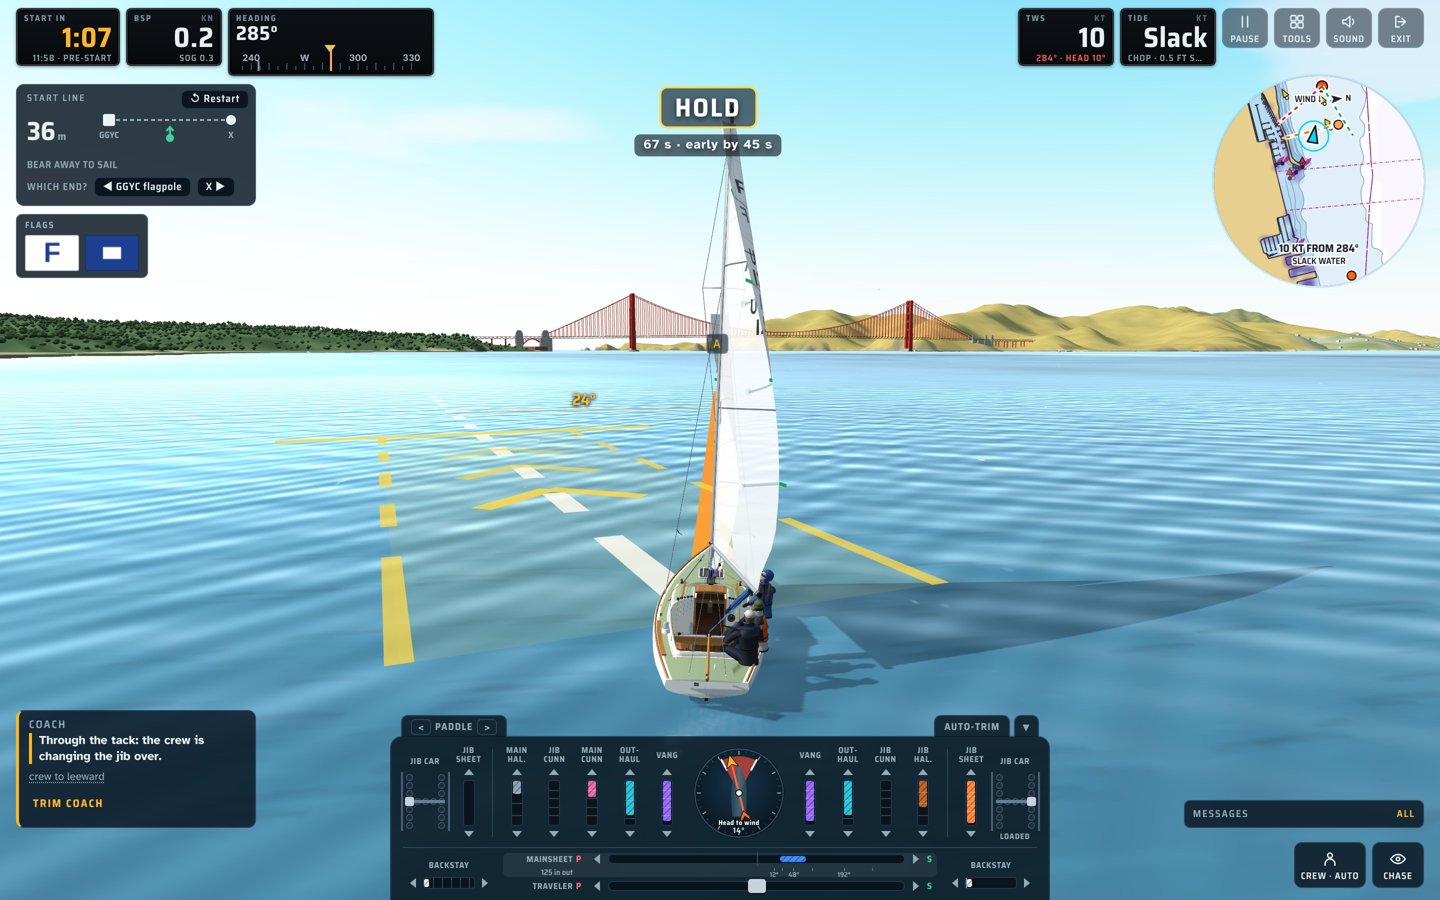 START IN
1:07
11:58 · PRE-START
BSP KN
0.2
SOG 0.3
HEADING
285°
240 W 300 330
TWS KT
10
284° · HEAD 10°
TIDE KT
Slack
CHOP · 0.5 FT S...
PAUSE
TOOLS
SOUND
EXIT
START LINE
Restart
36 m
GGYC X
BEAR AWAY TO SAIL
WHICH END?
GGYC flagpole
X
FLAGS
F
HOLD
67 s · early by 45 s
WIND
N
10 KT FROM 284°
SLACK WATER
A
24°
COACH
Through the tack: the crew is
changing the jib over.
crew to leeward
TRIM COACH
< PADDLE >
AUTO-TRIM
JIB CAR
JIB SHEET
MAIN HAL.
JIB CUNN
MAIN CUNN
OUT-HAUL
VANG
Head to wind
14°
VANG
OUT-HAUL
JIB CUNN
JIB HAL.
JIB SHEET
JIB CAR
LOADED
BACKSTAY
MAINSHEET P
S
125 in out
12° 48° 192°
TRAVELER P
S
BACKSTAY
MESSAGES
ALL
CREW · AUTO
CHASE